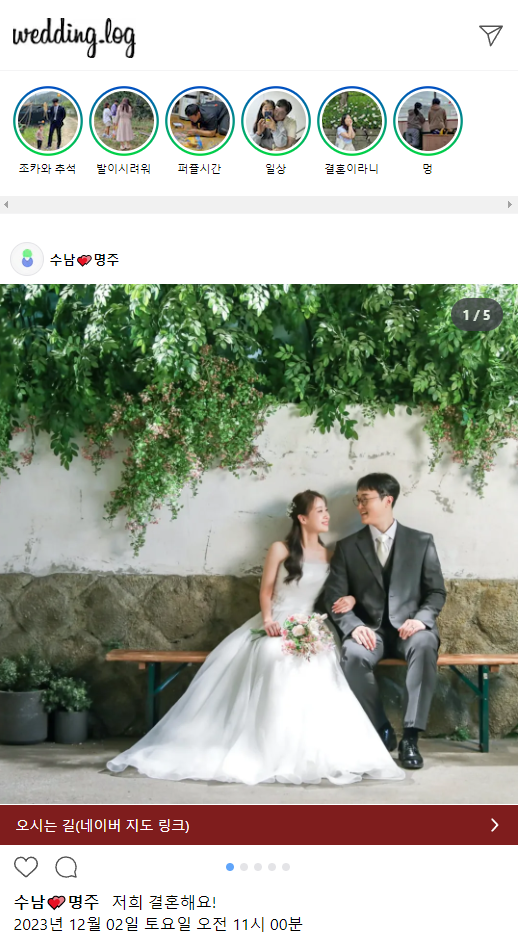 wedding.log
조카와 추석
발이시려워
퍼플시간
일상
결혼이라니
멍
수남💕명주
1 / 5
오시는 길(네이버 지도 링크)
수남💕명주 저희 결혼해요!
2023년 12월 02일 토요일 오전 11시 00분